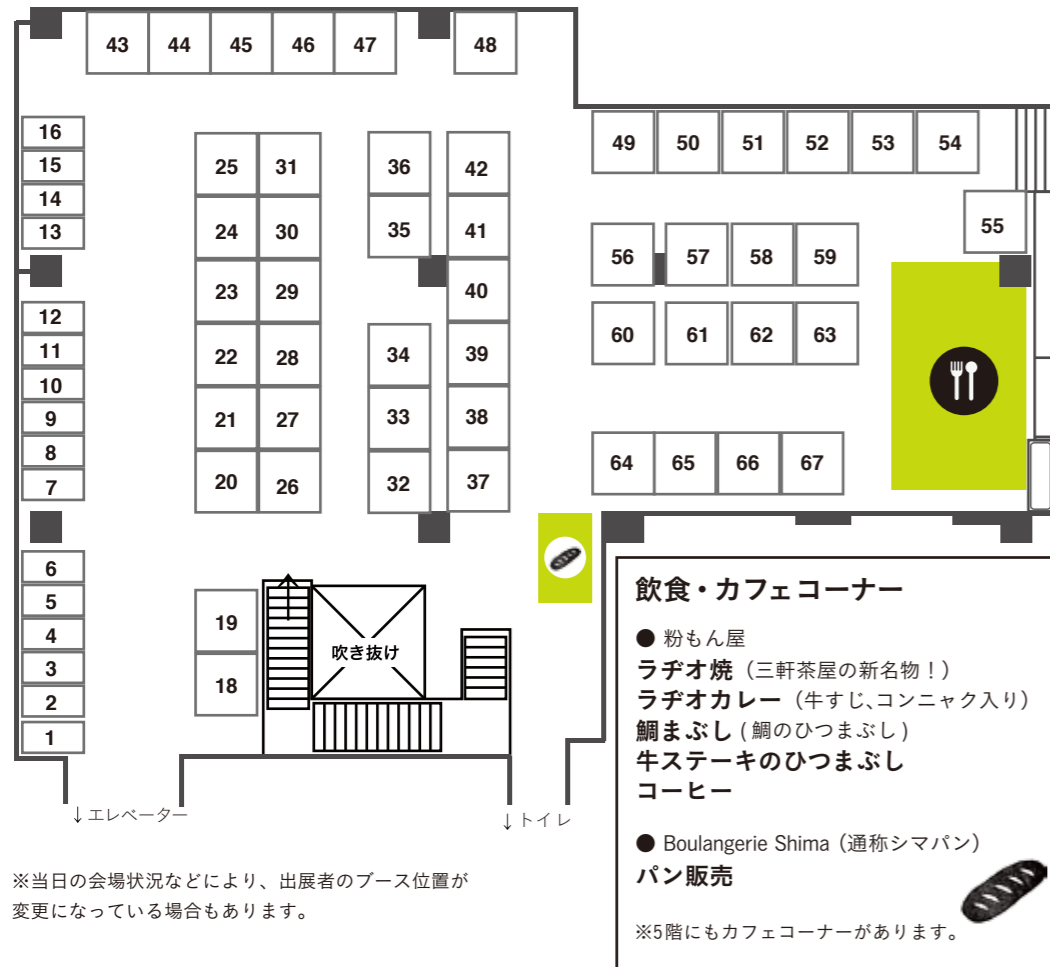 43 44 45 46 47 48
16
15
14
13
12
11
10
9
8
7
6
5
4
3
2
1
25 31
24 30
23 29
22 28
21 27
20 26
19
18
36 42
35 41
40
34 39
33 38
32 37
49 50 51 52 53 54
55
56 57 58 59
60 61 62 63
64 65 66 67
吹き抜け
↓エレベーター
↓トイレ
※当日の会場状況などにより、出展者のブース位置が
変更になっている場合もあります。
飲食・カフェコーナー
● 粉もん屋
ラヂオ焼（三軒茶屋の新名物！）
ラヂオカレー（牛すじ、コンニャク入り）
鯛まぶし(鯛のひつまぶし)
牛ステーキのひつまぶし
コーヒー
● Boulangerie Shima（通称シマパン）
パン販売
※5階にもカフェコーナーがあります。